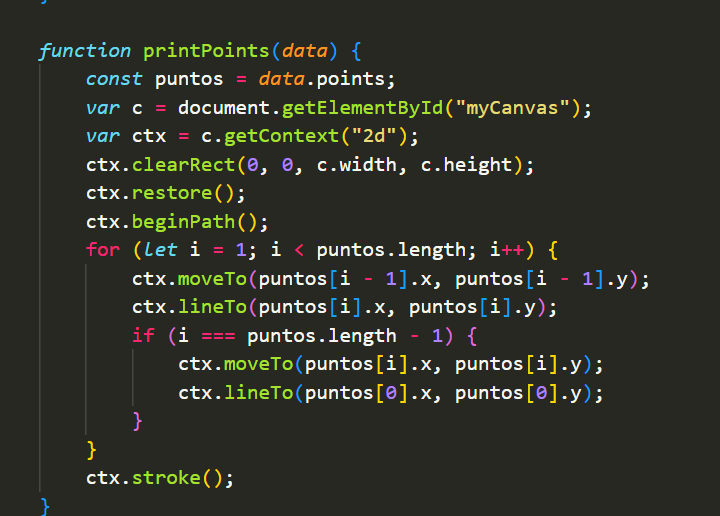 }
function printPoints(data) {
    const puntos = data.points;
    var c = document.getElementById("myCanvas");
    var ctx = c.getContext("2d");
    ctx.clearRect(0, 0, c.width, c.height);
    ctx.restore();
    ctx.beginPath();
    for (let i = 1; i < puntos.length; i++) {
        ctx.moveTo(puntos[i - 1].x, puntos[i - 1].y);
        ctx.lineTo(puntos[i].x, puntos[i].y);
        if (i === puntos.length - 1) {
            ctx.moveTo(puntos[i].x, puntos[i].y);
            ctx.lineTo(puntos[0].x, puntos[0].y);
        }
    }
    ctx.stroke();
}